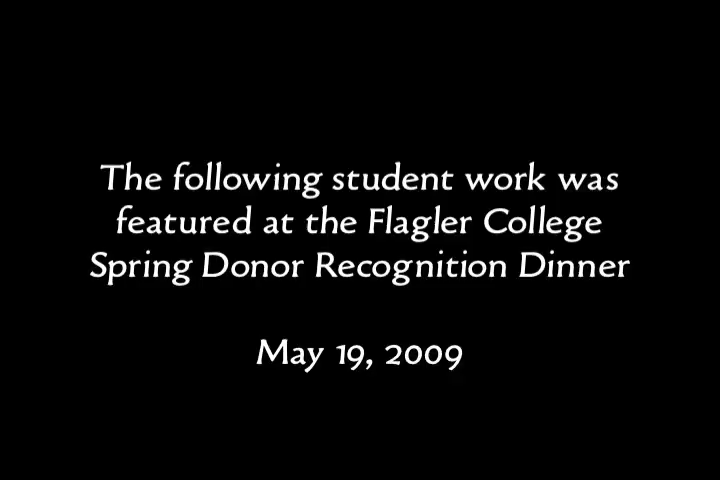 The following student work was
featured at the Flagler College
Spring Donor Recognition Dinner
May 19, 2009